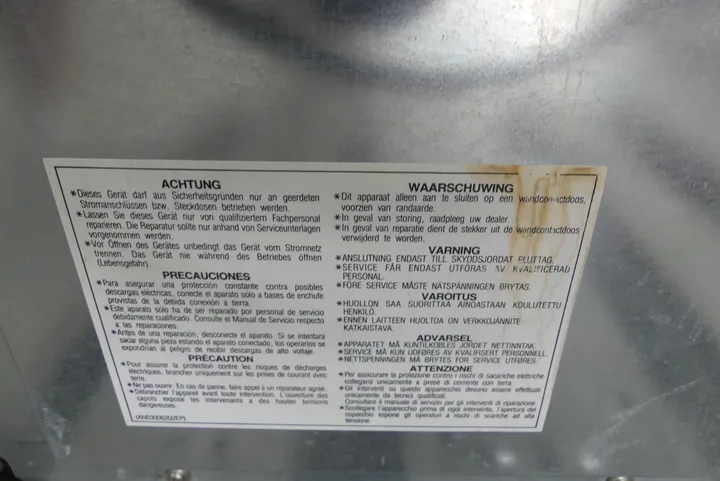 ACHTUNG
*Dieses Gerät darf aus Sicherheitsgründen nur an geerdeten
Stromanschlüssen bzw. Steckdosen betrieben werden.
*Lassen Sie dieses Gerät nur von qualifiziertem Fachpersonal
reparieren. Die Reparatur sollte nur anhand von Serviceunterlagen
vorgenommen werden.
*Vor Öffnen des Gerätes unbedingt das Gerät vom Stromnetz
trennen. Das Gerät nie während des Betriebes öffnen
(Lebensgefahr).
PRECAUCIONES
*Para asegurar una protección constante contra posibles
descargas eléctricas, conecte el aparato sólo a bases de enchufe
provistas de la debida conexión a tierra.
*Este aparato sólo ha de ser reparado por personal de servicio
debidamente cualificado. Consulte el Manual de Servicio respecto
a las reparaciones.
*Antes de una reparación, desconecte el aparato. Si se intentara
sacar alguna pieza estando el aparato conectado, los operarios se
expondrían al peligro de recibir descargas de alto voltaje.
PRÉCAUTION
*Pour assurer la protection contre les risques de décharges
électriques, brancher uniquement sur les prises de courant avec
terre.
*Ne pas ouvrir. En cas de panne, faire appel à un réparateur agréé.
*Débrancher l'appareil avant toute intervention. L'ouverture des
capots expose les intervenants à des hautes tensions
dangereuses.
WAARSCHUWING
*Dit apparaat alleen aan te sluiten op een wandcontactdoos,
voorzien van randaarde.
*In geval van storing, raadpleeg uw dealer.
*In geval van reparatie dient de stekker uit de wandcontactdoos
verwijderd te worden.
VARNING
*ANSLUTNING ENDAST TILL SKYDDSJORDAT ELUTTAG.
*SERVICE FÅR ENDAST UTFÖRAS AV KVALIFICERAD
PERSONAL.
*FÖRE SERVICE MÅSTE NÄTSPÄNNINGEN BRYTAS.
VAROITUS
*HUOLLON SAA SUORITTAA AINOASTAAN KOULUTETTU
HENKILÖ.
*ENNEN LAITTEEN HUOLTOA ON VERKKOJÄNNITE
KATKAISTAVA.
ADVARSEL
*APPARATET MÅ KUN TILKOBLES JORDET NETTINNTAK.
*SERVICE MÅ KUN UDFØRES AV KVALIFISERT PERSONNELL.
*NETTSPENNINGEN MÅ BRYTES FØR SERVICE UTFØRES.
ATTENZIONE
*Per assicurare la protezione contro i rischi di scariche elettriche
collegarsi unicamente a prese di corrente con terra.
*Gli interventi su questo apparecchio devono essere effettuati
unicamente da tecnici qualificati.
Consultare il manuale di servizio per gli interventi di riparazione.
*Scollegare l'apparecchio prima di ogni intervento, l'apertura del
coperchio espone gli operatori a rischi di scariche ad alta
tensione.